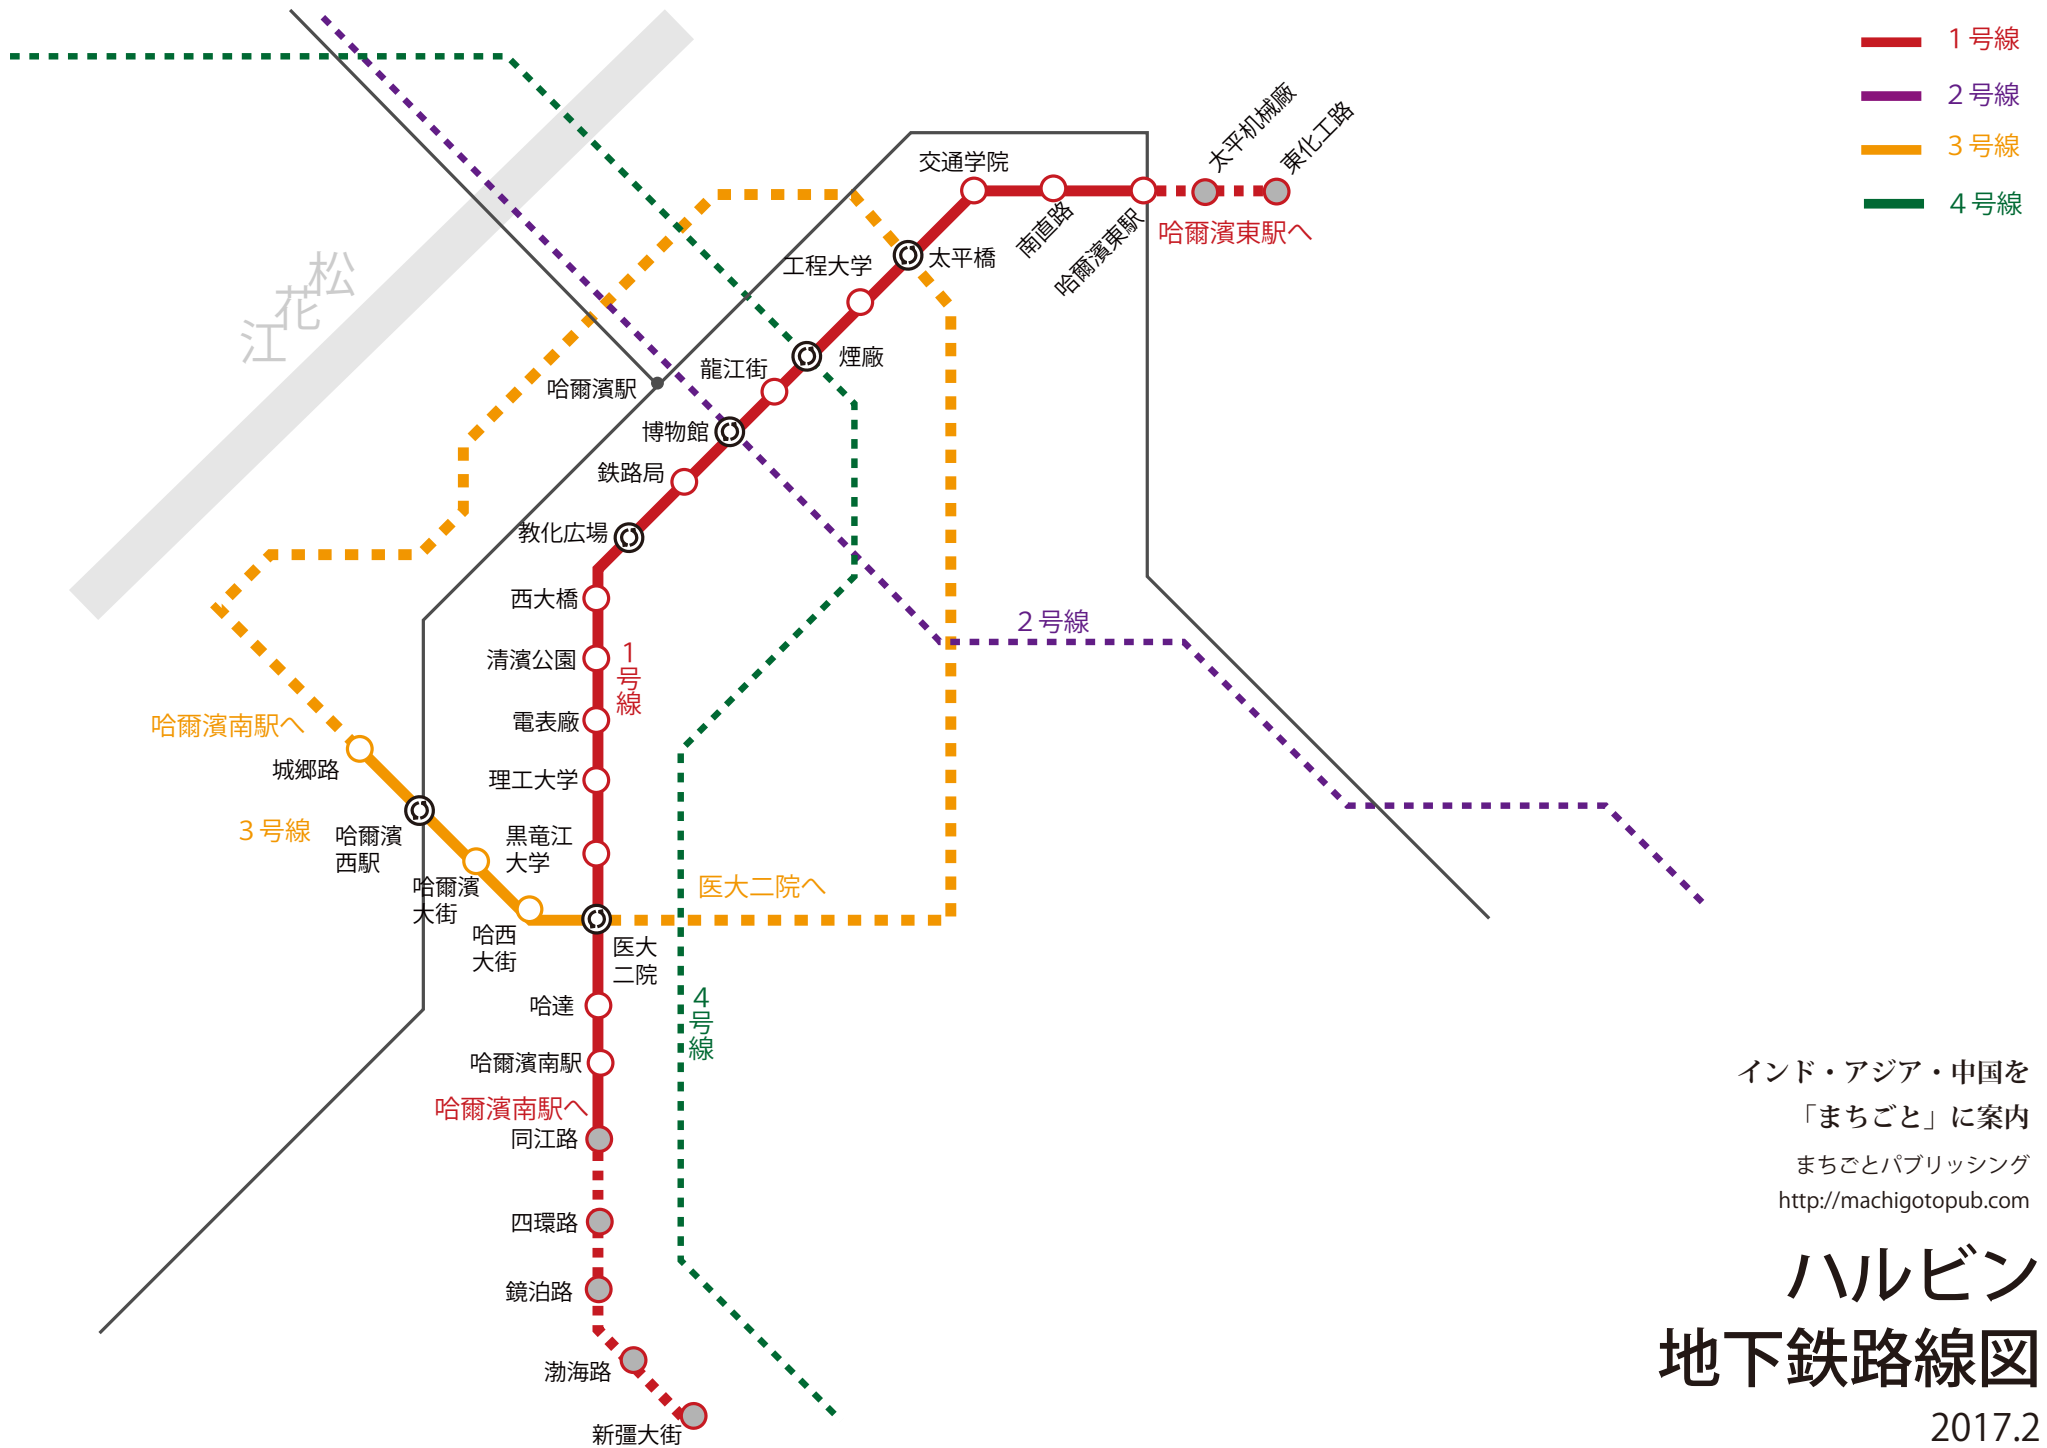 1号線
2号線
3号線
4号線
太平机械廠
東化工路
交通学院
南直路
哈爾濱東駅
哈爾濱東駅へ
太平橋
工程大学
松花江
煙廠
龍江街
哈爾濱駅
博物館
鉄路局
教化広場
西大橋
清濱公園
1号線
2号線
電表廠
哈爾濱南駅へ
城郷路
理工大学
3号線
哈爾濱
西駅
黒竜江
大学
哈爾濱
大街
医大二院へ
哈西
大街
医大
二院
哈達
4号線
哈爾濱南駅
哈爾濱南駅へ
同江路
四環路
鏡泊路
渤海路
新彊大街
インド・アジア・中国を
「まちごと」に案内
まちごとパブリッシング
http://machigotopub.com
ハルビン
地下鉄路線図
2017.2